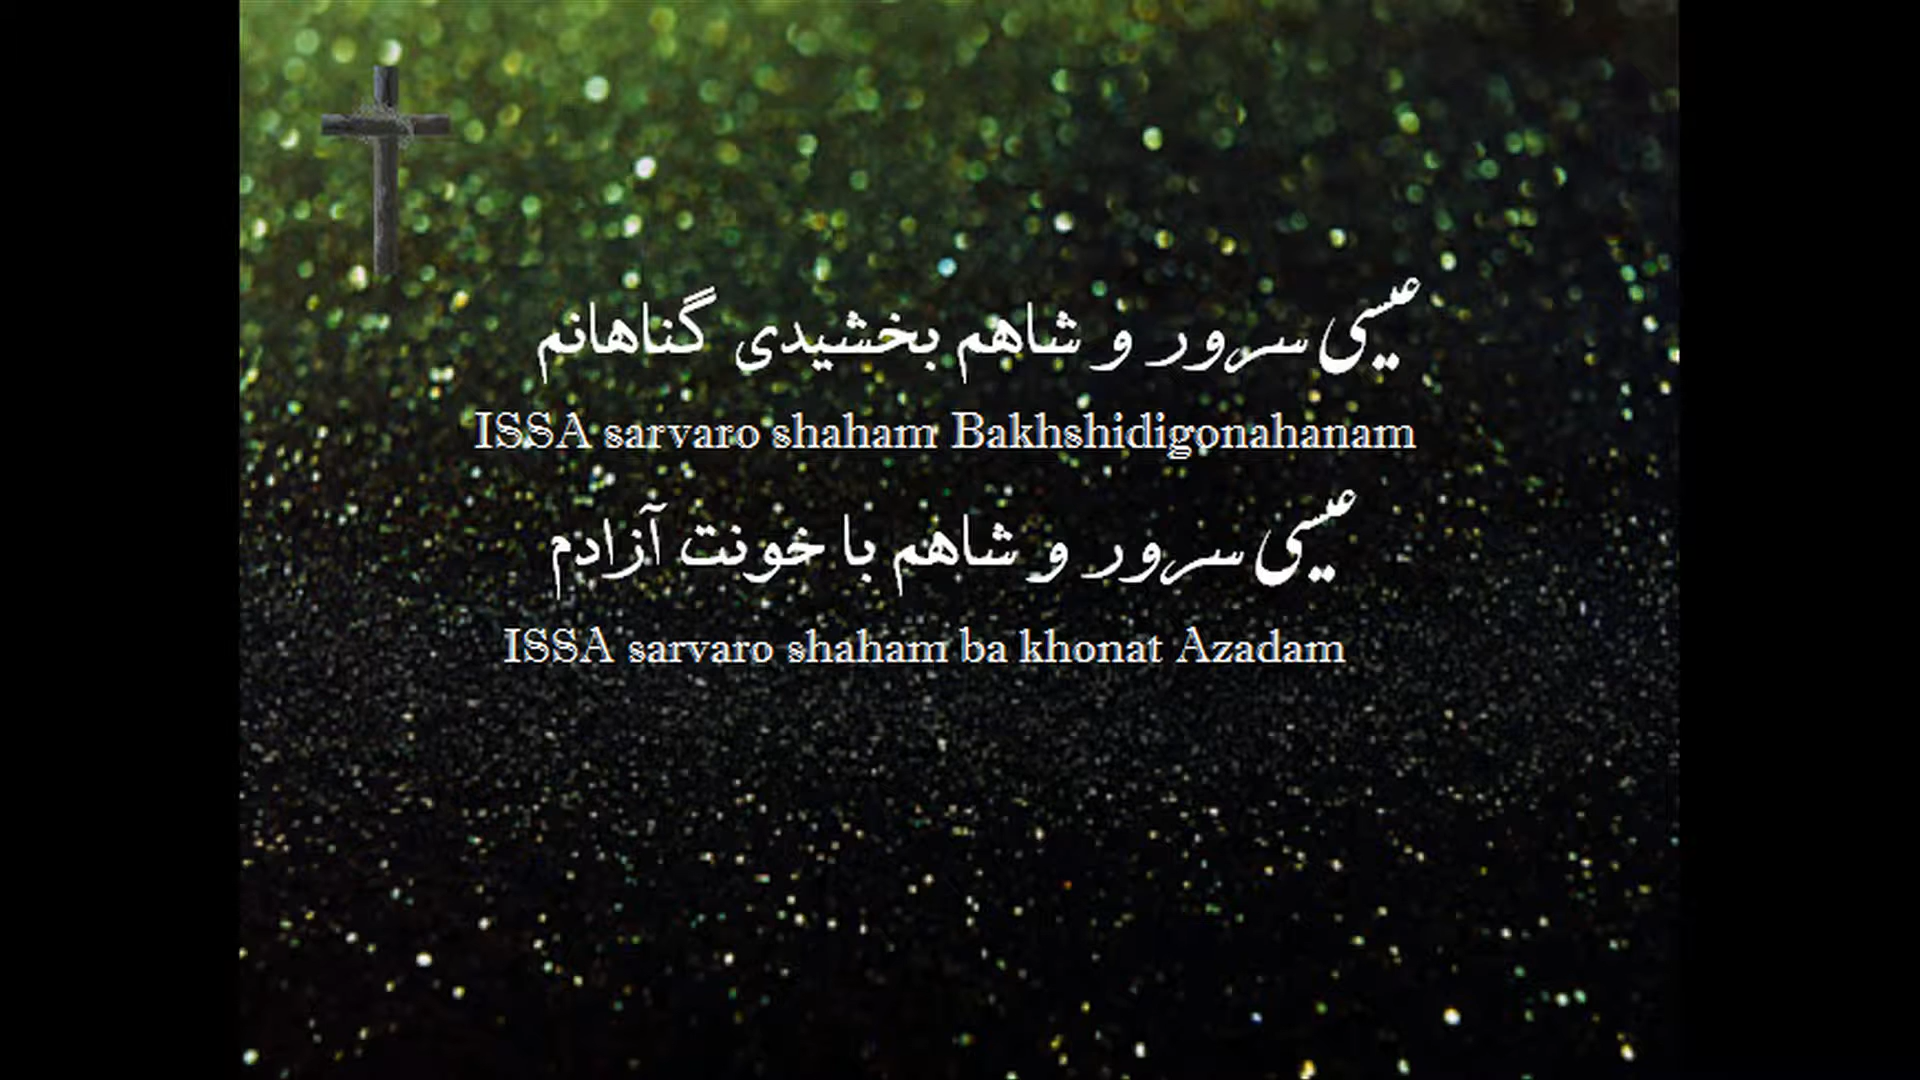 عیسی سرور و شاهم بخشیدی گناهانم
ISSA sarvaro shaham Bakhshidigonahanam
عیسی سرور و شاهم با خونت آزادم
ISSA sarvaro shaham ba khonat Azadam